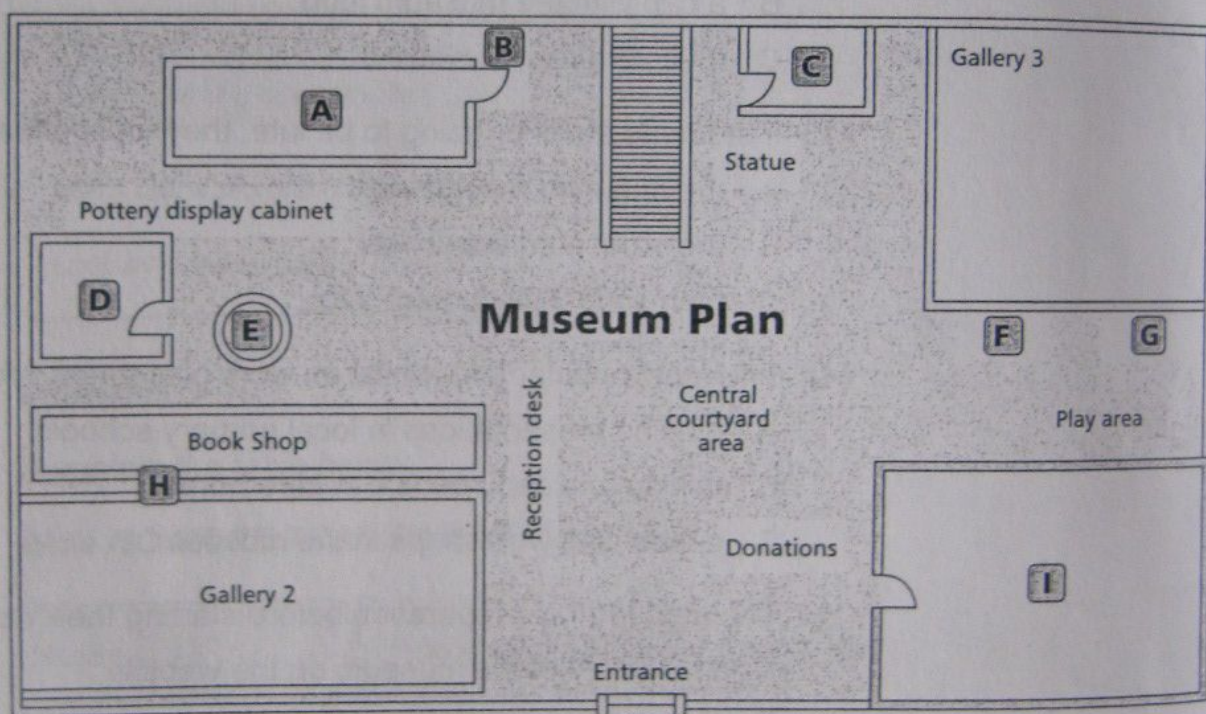 B
C
Gallery 3
A
Statue
Pottery display cabinet
D
E
Museum Plan
F
G
Reception desk
Central
courtyard
area
Play area
Book Shop
H
Donations
I
Gallery 2
Entrance